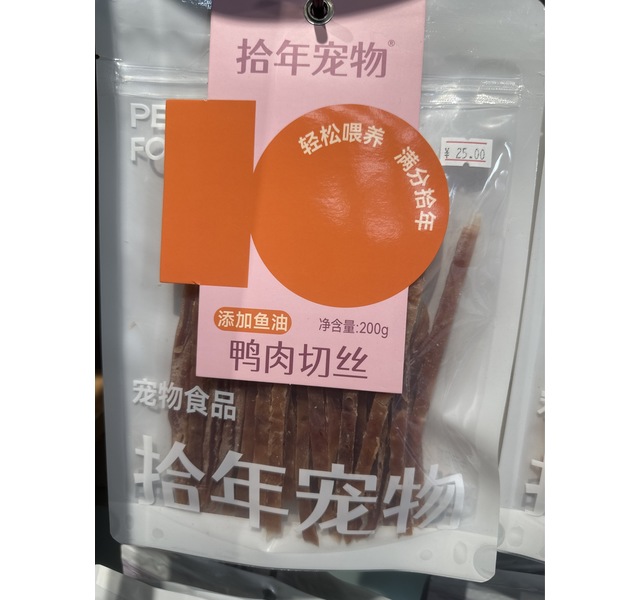 拾年宠物®
PE
FO
10
轻松喂养 满分拾年
¥ 25.00
添加鱼油
净含量:200g
鸭肉切丝
宠物食品
拾年宠物